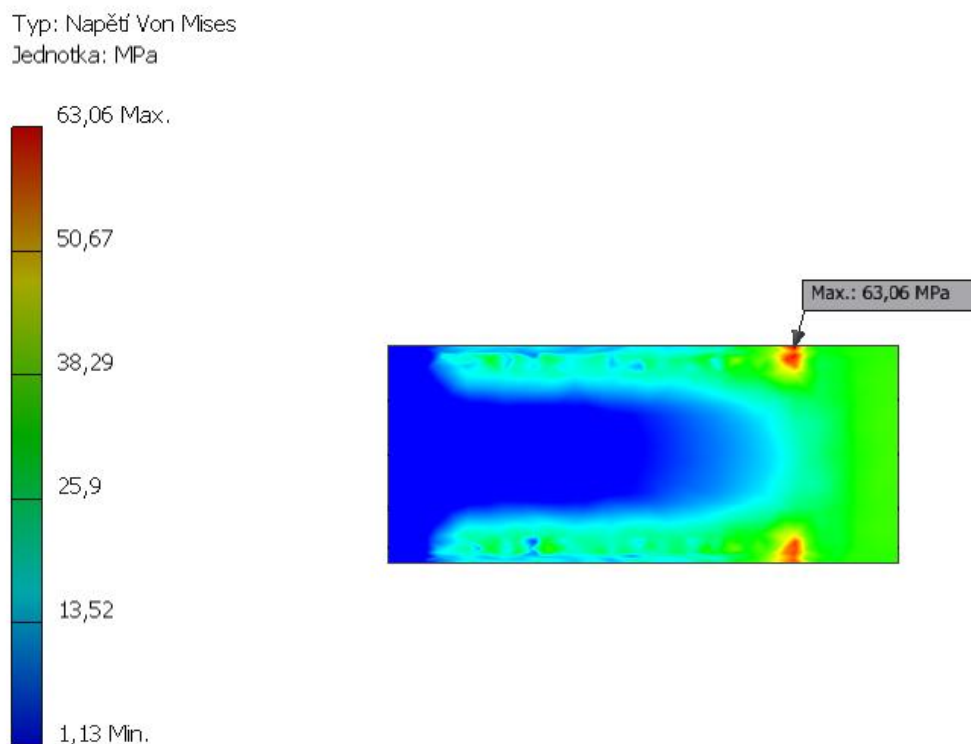 Typ: Napětí Von Mises
Jednotka: MPa
63,06 Max.
50,67
38,29
25,9
13,52
1,13 Min.
Max.: 63,06 MPa